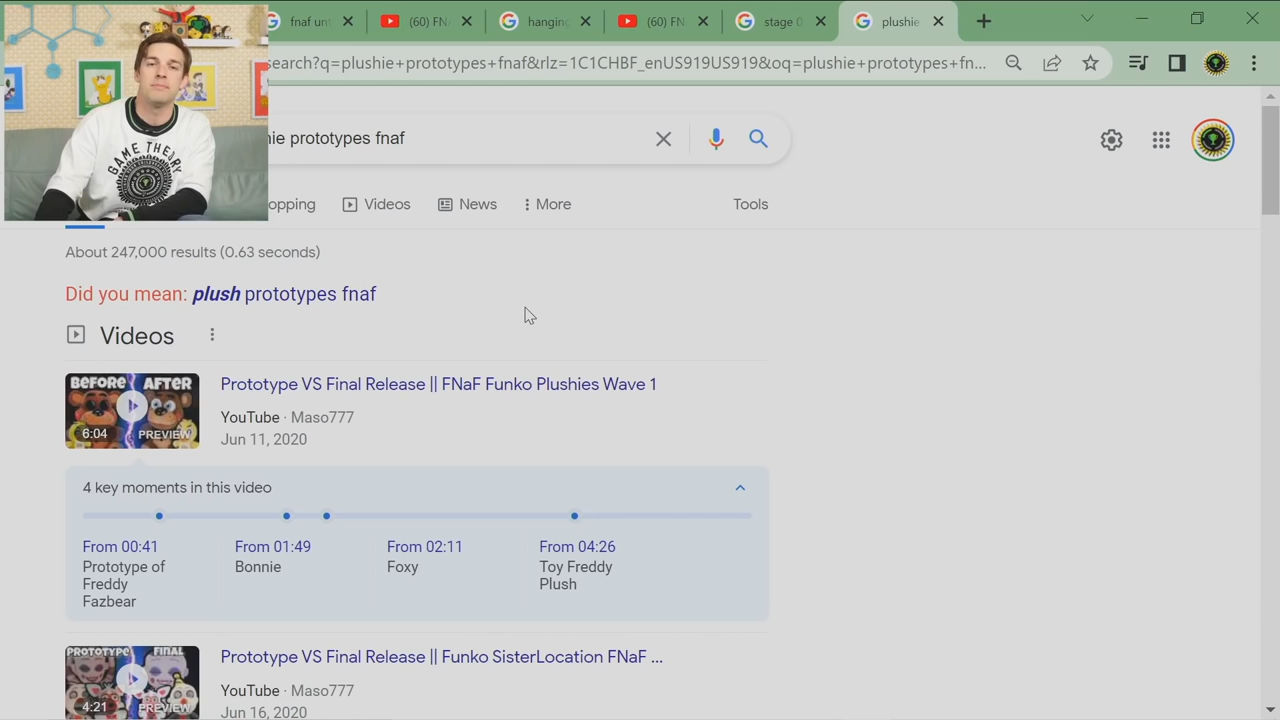 fnaf un
(60) FN
hanging
(60) FN
stage 0
plushie
search?q=plushie+prototypes+fnaf&rlz=1C1CHBF_enUS919US919&oq=plushie+prototypes+fn...
GAME THEORY
hie prototypes fnaf
opping
Videos
News
More
Tools
About 247,000 results (0.63 seconds)
Did you mean: plush prototypes fnaf
Videos
BEFORE AFTER
6:04 PREVIEW
Prototype VS Final Release || FNaF Funko Plushies Wave 1
YouTube · Maso777
Jun 11, 2020
4 key moments in this video
From 00:41
Prototype of
Freddy
Fazbear
From 01:49
Bonnie
From 02:11
Foxy
From 04:26
Toy Freddy
Plush
PROTOTYPE FINAL
4:21 PREVIEW
Prototype VS Final Release || Funko SisterLocation FNaF ...
YouTube · Maso777
Jun 16, 2020